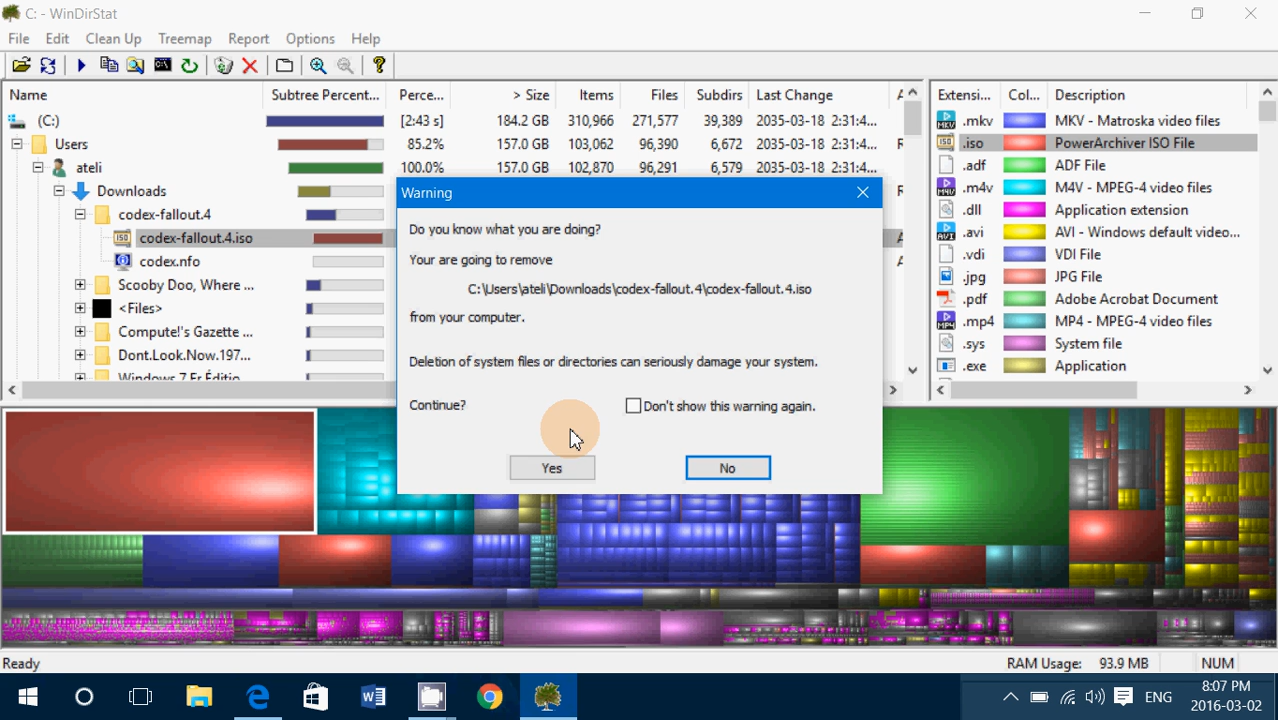 C: - WinDirStat
File Edit Clean Up Treemap Report Options Help
Name Subtree Percent... Perce... > Size Items Files Subdirs Last Change
(C:) [2:43 s] 184.2 GB 310,966 271,577 39,389 2035-03-18 2:31:4...
Users 85.2% 157.0 GB 103,062 96,390 6,672 2035-03-18 2:31:4...
ateli 100.0% 157.0 GB 102,870 96,291 6,579 2035-03-18 2:31:4...
Downloads
codex-fallout.4
codex-fallout.4.iso
codex.nfo
Scooby Doo, Where ...
<Files>
Compute!'s Gazette ...
Dont.Look.Now.197...
Windows 7 Fr Éditio...
Warning
Do you know what you are doing?
Your are going to remove
C:\Users\ateli\Downloads\codex-fallout.4\codex-fallout.4.iso
from your computer.
Deletion of system files or directories can seriously damage your system.
Continue?
Don't show this warning again.
Yes No
Extensi... Col... Description
.mkv MKV - Matroska video files
.iso PowerArchiver ISO File
.adf ADF File
.m4v M4V - MPEG-4 video files
.dll Application extension
.avi AVI - Windows default video...
.vdi VDI File
.jpg JPG File
.pdf Adobe Acrobat Document
.mp4 MP4 - MPEG-4 video files
.sys System file
.exe Application
Ready RAM Usage: 93.9 MB NUM
ENG
8:07 PM
2016-03-02